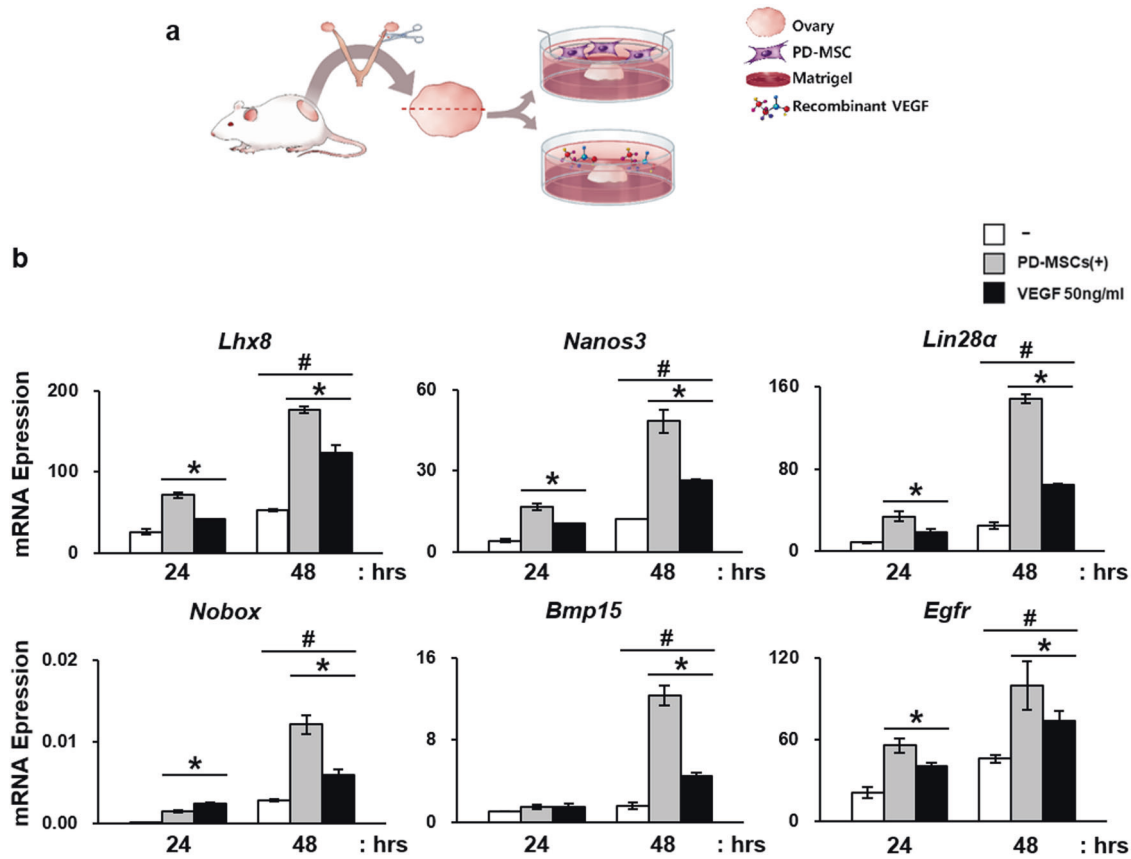 a
Ovary
PD-MSC
Matrigel
Recombinant VEGF
b
-
PD-MSCs(+)
VEGF 50ng/ml
Lhx8
Nanos3
Lin28α
mRNA Epression
200
100
0
#
*
*
24 48 : hrs
60
30
0
#
*
*
24 48 : hrs
160
80
0
#
*
*
24 48 : hrs
Nobox
Bmp15
Egfr
mRNA Epression
0.02
0.01
0.00
#
*
*
24 48 : hrs
16
8
0
#
*
24 48 : hrs
120
60
0
#
*
*
24 48 : hrs